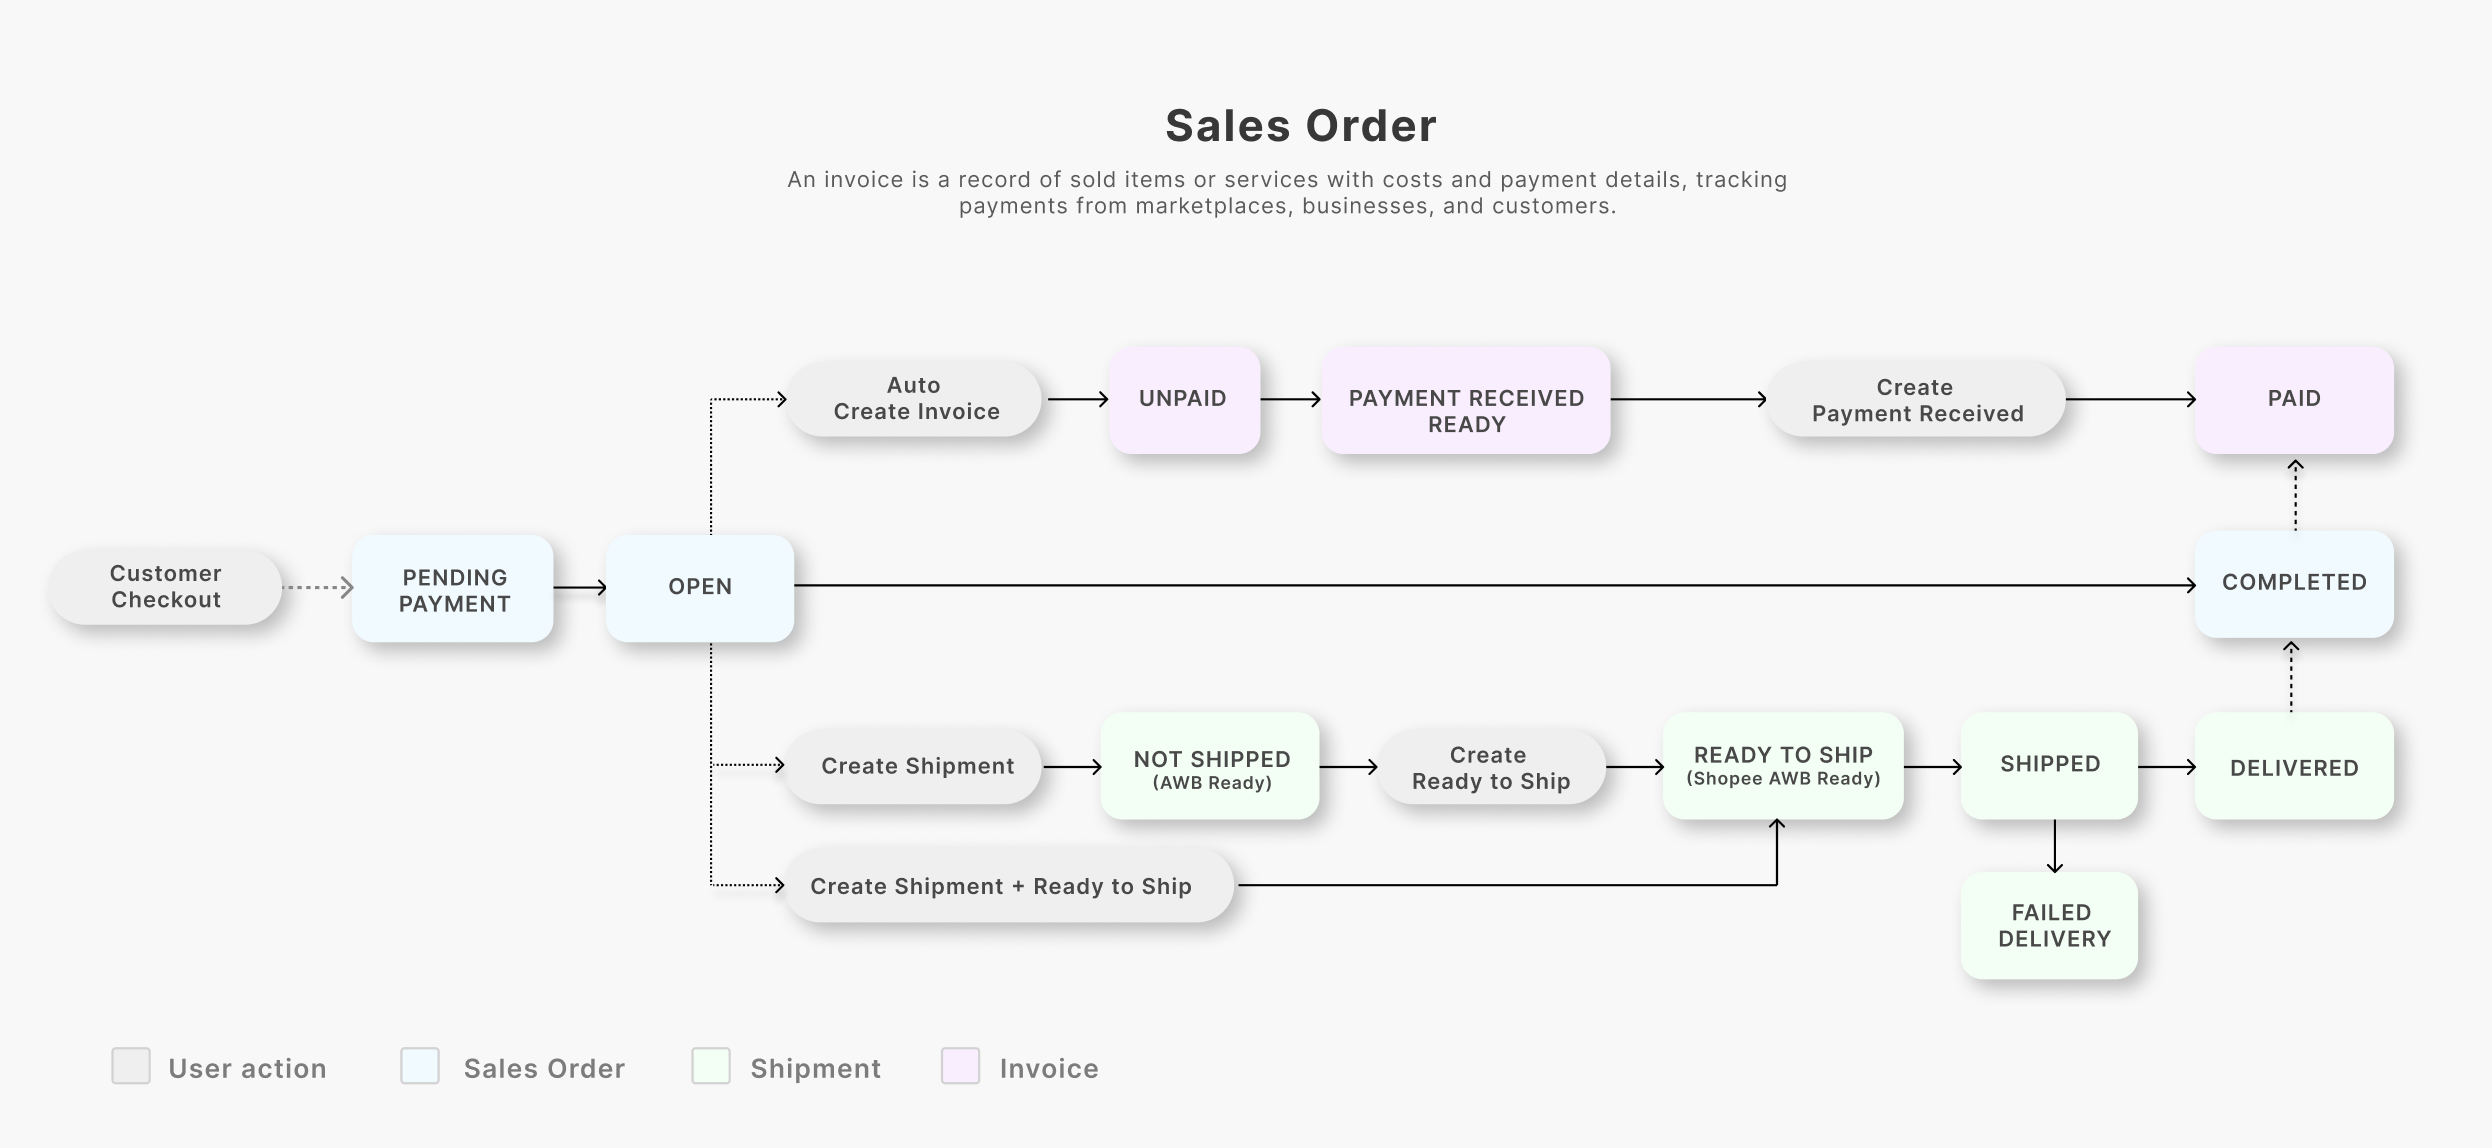 Sales Order
An invoice is a record of sold items or services with costs and payment details, tracking
payments from marketplaces, businesses, and customers.
Auto
Create Invoice
UNPAID
PAYMENT RECEIVED
READY
Create
Payment Received
PAID
Customer
Checkout
PENDING
PAYMENT
OPEN
COMPLETED
Create Shipment
NOT SHIPPED
(AWB Ready)
Create
Ready to Ship
READY TO SHIP
(Shopee AWB Ready)
SHIPPED
DELIVERED
Create Shipment + Ready to Ship
FAILED
DELIVERY
User action
Sales Order
Shipment
Invoice